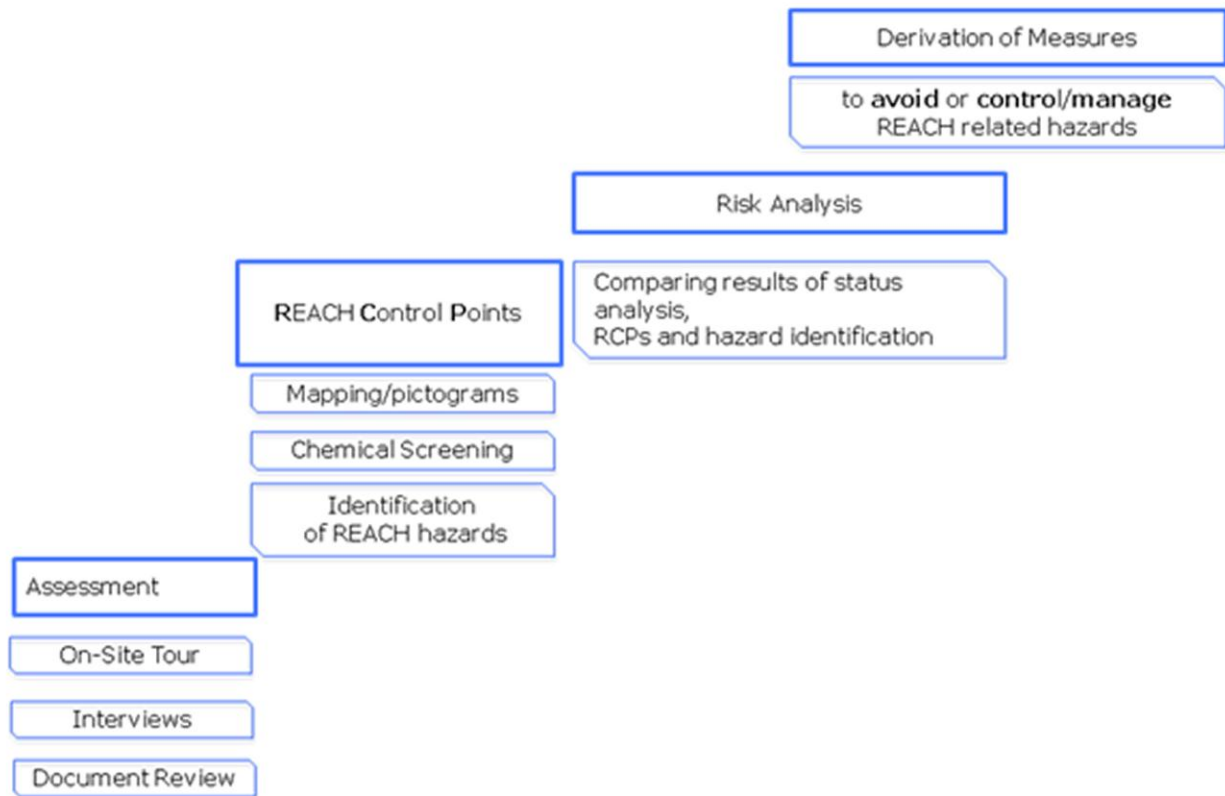 Derivation of Measures
to avoid or control/manage
REACH related hazards
Risk Analysis
Comparing results of status
analysis,
RCPs and hazard identification
REACH Control Points
Mapping/pictograms
Chemical Screening
Identification
of REACH hazards
Assessment
On-Site Tour
Interviews
Document Review